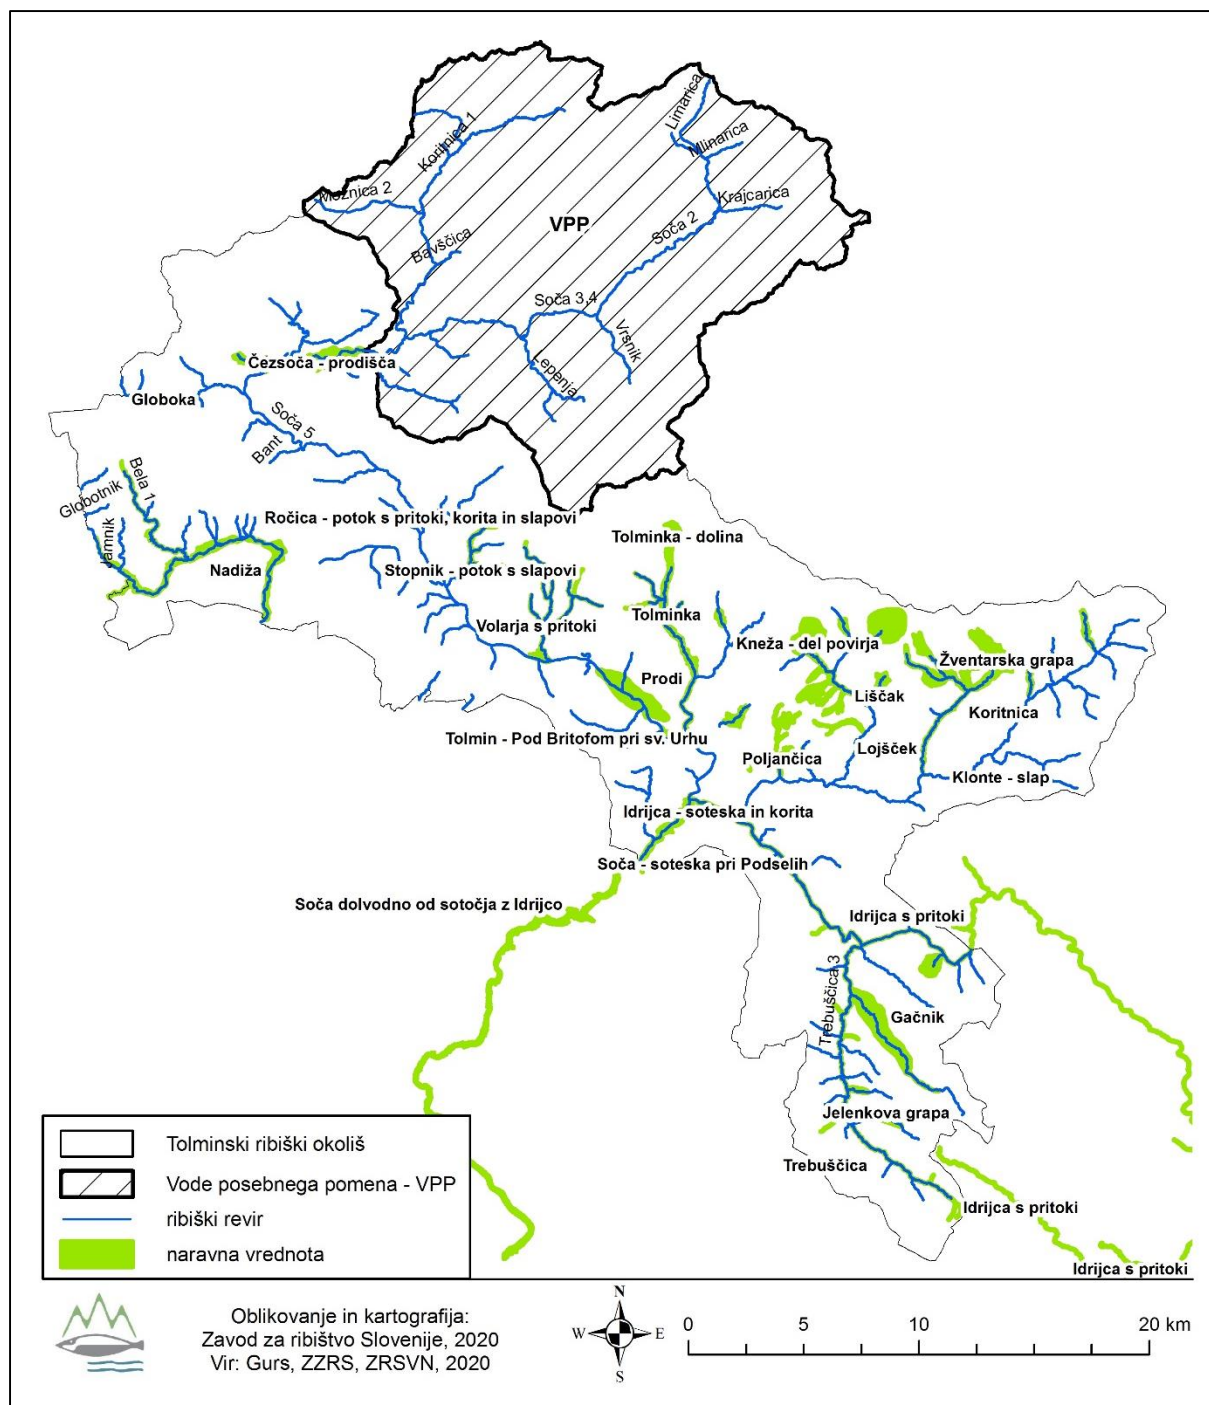 Limarica
Koritnica 1
Mlinarica
Možnica 2
Krajcarica
VPP
Soča 2
Bavščica
Soča 3,4
Vrsnik
Čezsoča - prodišča
Lepenja
Globoka
Soča 5
Bant
Bela 1
Globotnik
Ročica - potok s pritoki, korita in slapovi
Jamnik
Tolminka - dolina
Nadiža
Stopnik - potok s slapovi
Tolminka
Volarja s pritoki
Kneža - del povirja
Žventarska grapa
Prodi
Liščak
Koritnica
Tolmin - Pod Britofom pri sv. Urhu
Lojšček
Poljančica
Klonte - slap
Idrijca - soteska in korita
Soča - soteska pri Podselih
Soča dolvodno od sotočja z Idrijco
Idrijca s pritoki
Trebuščica 3
Gačnik
Jelenkova grapa
Trebuščica
Idrijca s pritoki
Idrijca s pritoki
Tolminski ribiški okoliš
Vode posebnega pomena - VPP
ribiški revir
naravna vrednota
Oblikovanje in kartografija:
Zavod za ribištvo Slovenije, 2020
Vir: Gurs, ZZRS, ZRSVN, 2020
N
W E
S
0 5 10 20 km